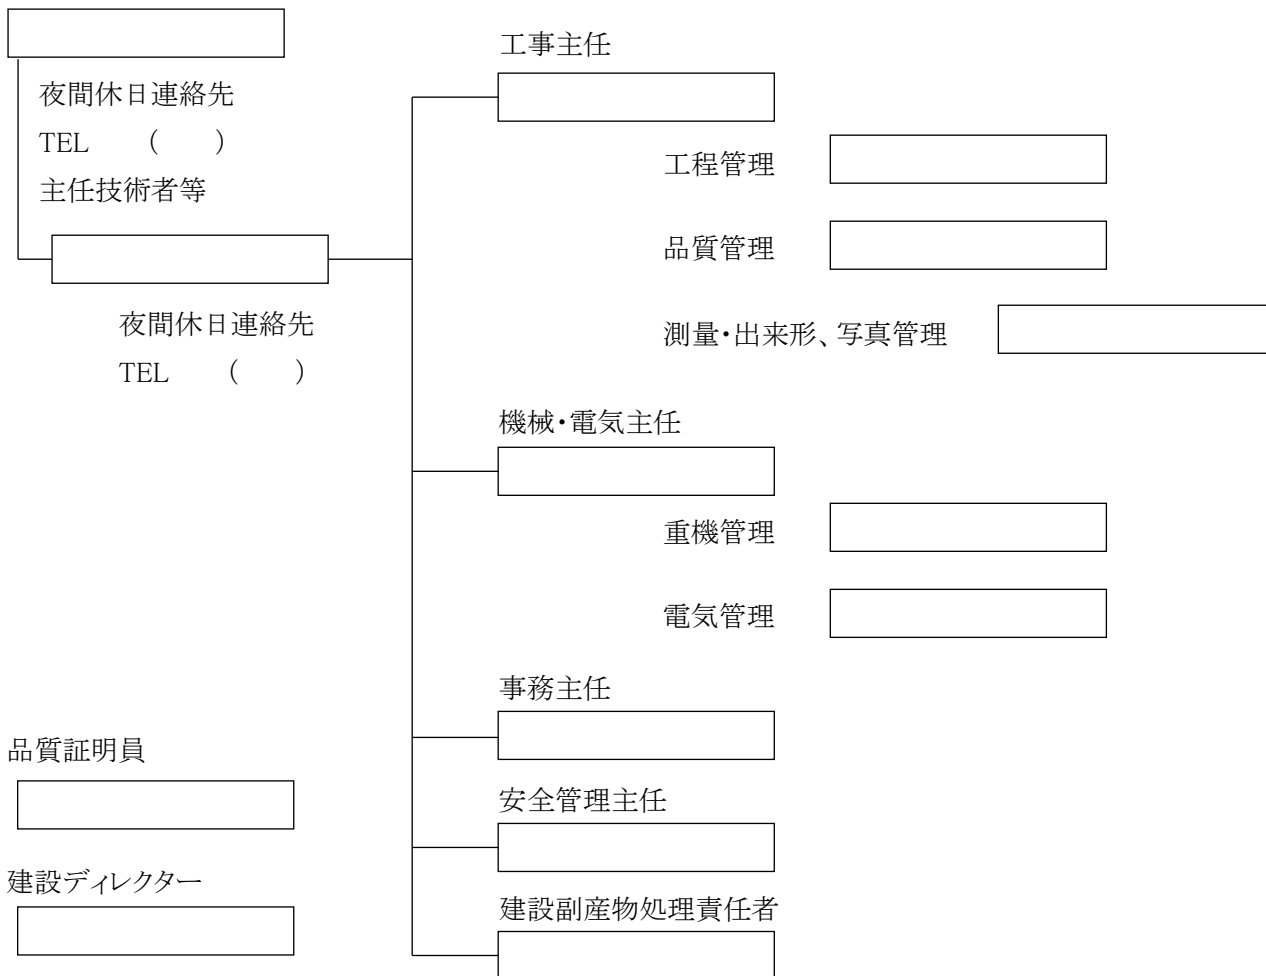 夜間休日連絡先
TEL　　(　　)
主任技術者等
夜間休日連絡先
TEL　　(　　)
工事主任
工程管理
品質管理
測量・出来形、写真管理
機械・電気主任
重機管理
電気管理
事務主任
安全管理主任
建設副産物処理責任者
品質証明員
建設ディレクター